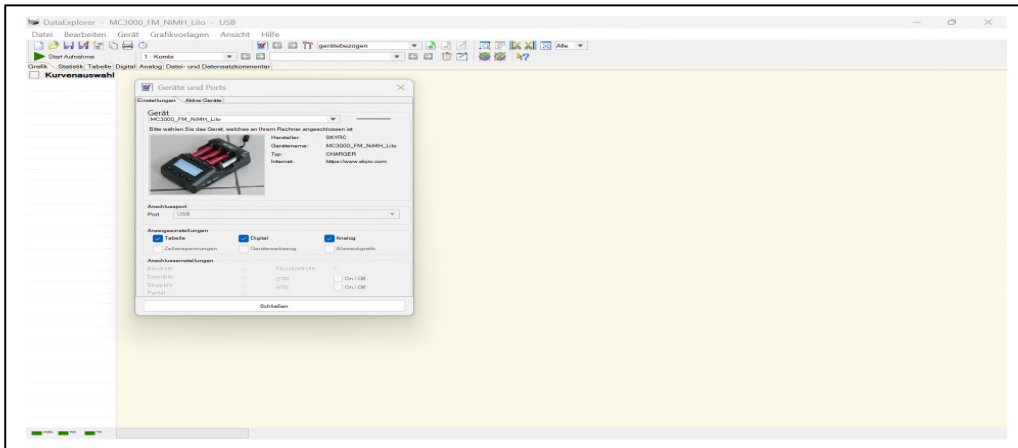 DataExplorer - MC3000_FM_NiMH_Lilo - USB
Datei Bearbeiten Gerät Grafikvorlagen Ansicht Hilfe
gerätebezogen
Alle
Start Aufnahme
1 : Kombi
Grafik Statistik Tabelle Digital Analog Datei- und Datensatzkommentar
Kurvenauswahl
Geräte und Ports
Einstellungen Aktive Geräte
Gerät
MC3000_FM_NiMH_Lilo
Bitte wählen Sie das Gerät, welches an Ihrem Rechner angeschlossen ist
Hersteller: SKYRC
Gerätename: MC3000_FM_NiMH_Lilo
Typ: CHARGER
Internet: https://www.skyrc.com
Anschlussport
Port USB
Anzeigeeinstellungen
Tabelle Digital Analog
Zellenspannungen Gerätewerkzeug
Anschlusseinstellungen
Baudrate - Flusskontrolle -
Datenbits - DTR On / Off
Stoppbits - RTS On / Off
Parität -
Schließen